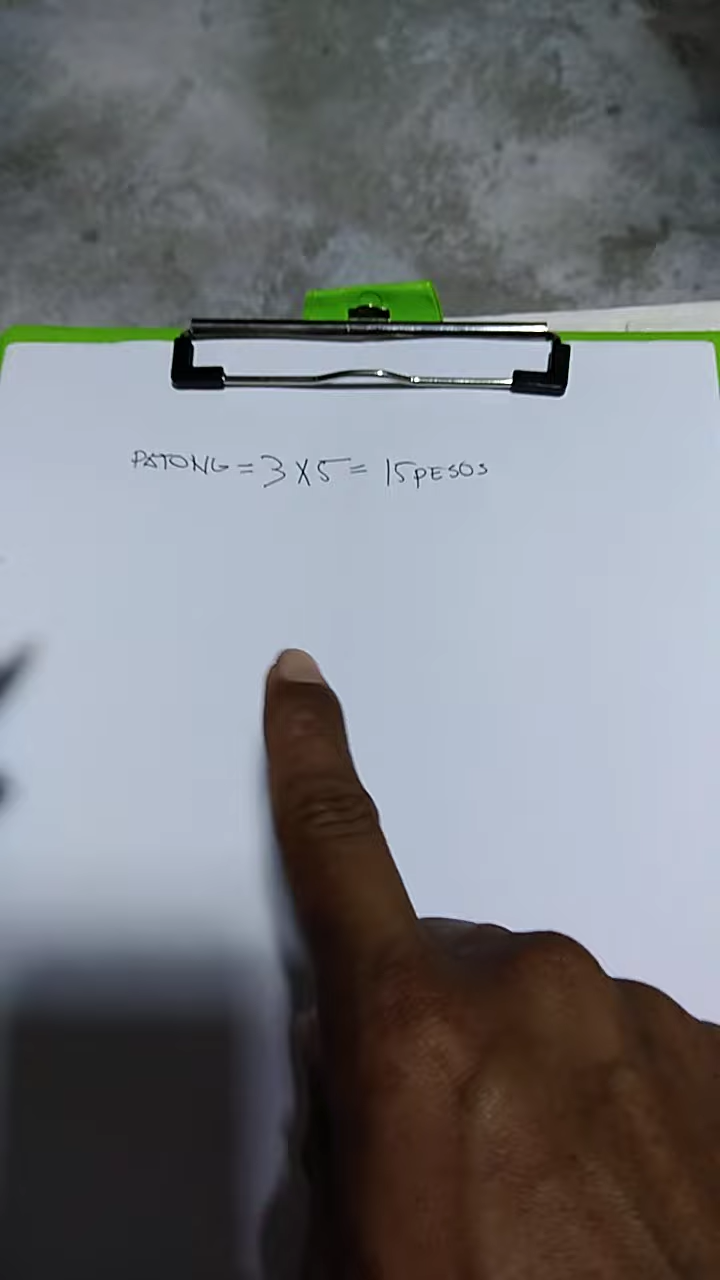 PATONG = 3 X 5 = 15 PESOS